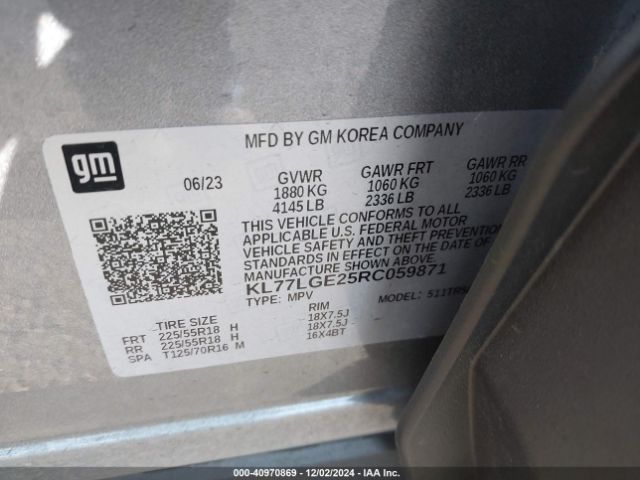 MFD BY GM KOREA COMPANY
gm
06/23 GVWR GAWR FRT GAWR RR
1880 KG 1060 KG 1060 KG
4145 LB 2336 LB 2336 LB
THIS VEHICLE CONFORMS TO ALL
APPLICABLE U.S. FEDERAL MOTOR
VEHICLE SAFETY AND THEFT PREVENTION
STANDARDS IN EFFECT ON THE DATE OF
MANUFACTURE SHOWN ABOVE.
KL77LGE25RC059871
TYPE: MPV MODEL:
TIRE SIZE RIM
FRT 225/55R18 H 18X7.5J
RR 225/55R18 H 18X7.5J
SPA T125/70R16 M 16X4BT
000-40970869 - 12/02/2024 - IAA Inc.